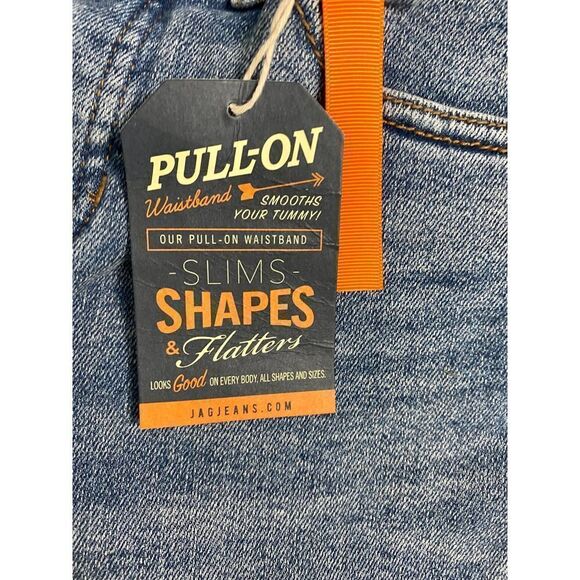 PULL-ON
Waistband
SMOOTHS
YOUR TUMMY!
OUR PULL-ON WAISTBAND
-SLIMS-
SHAPES
& Flatters
LOOKS Good ON EVERY BODY, ALL SHAPES AND SIZES.
JAGJEANS.COM